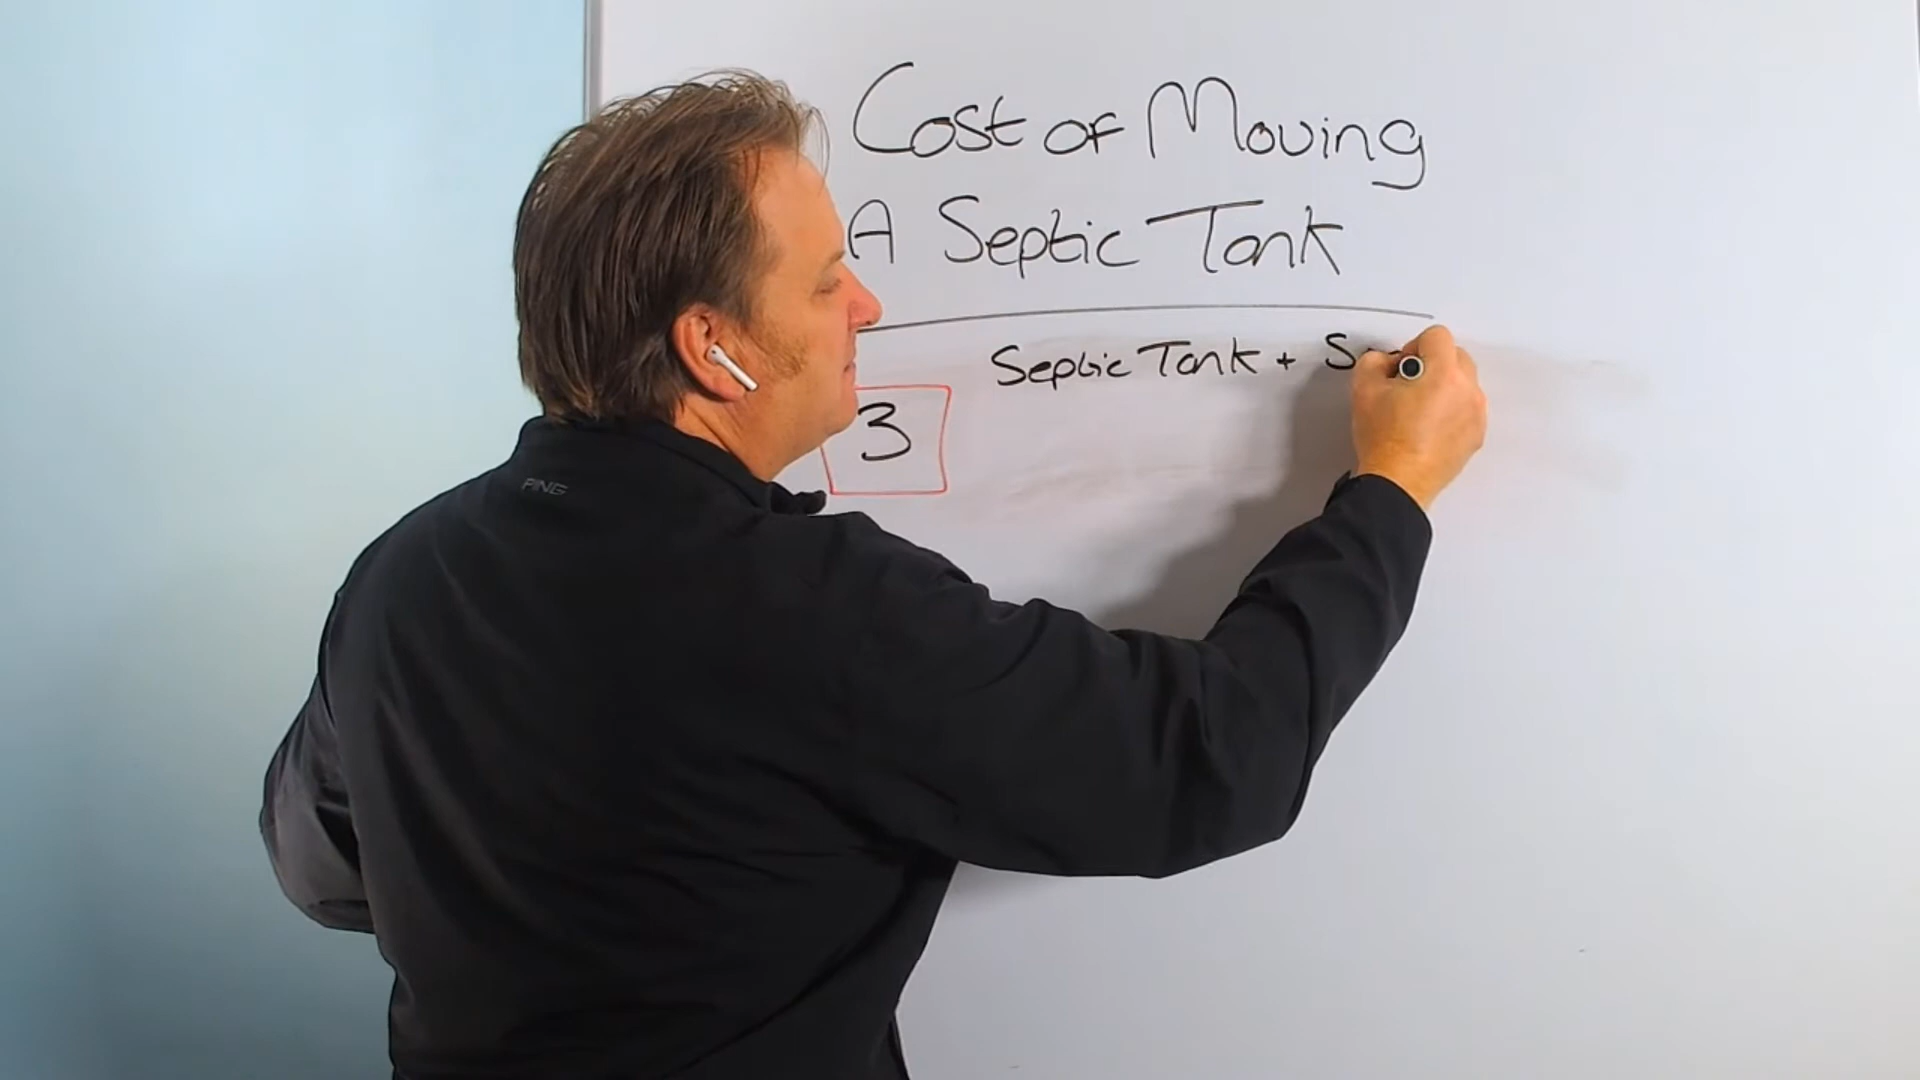 Cost of Moving
A Septic Tank
Septic Tank +
3
PING